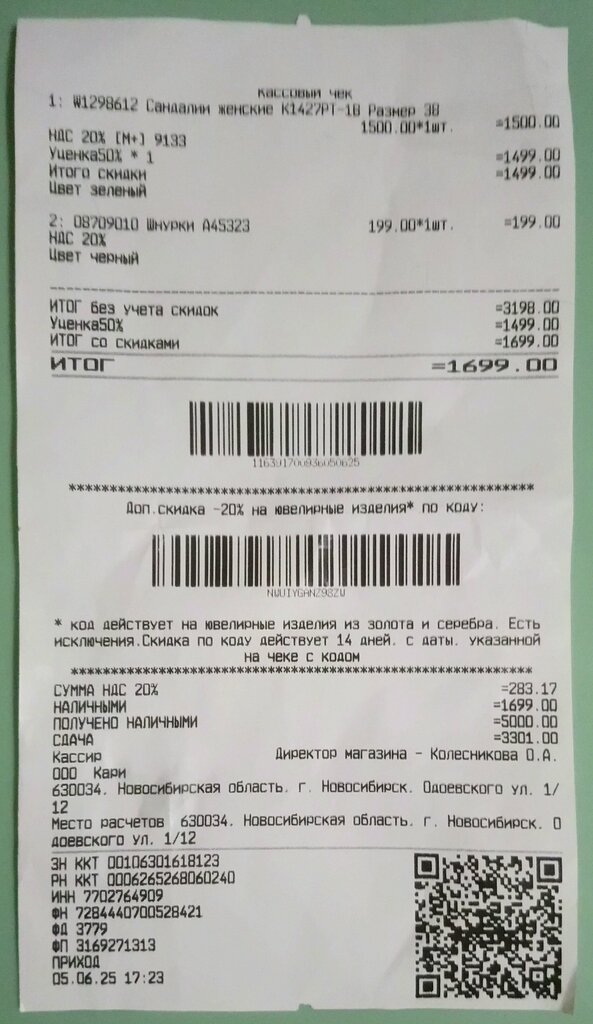 Кассовый чек
1: W1298612 Сандалии женские K1427PT-1B Размер 38
1500.00*1шт. =1500.00
НДС 20% [М+] 9133
Уценка50% * 1 =1499.00
Итого скидки =1499.00
Цвет зеленый
2: 08709010 Шнурки A45323 199.00*1шт. =199.00
НДС 20%
Цвет черный
ИТОГ без учета скидок =3198.00
Уценка50% =1499.00
ИТОГ со скидками =1699.00
ИТОГ =1699.00
116391700936050625
*****************************************************
Доп.скидка -20% на ювелирные изделия* по коду:
NWUIYGANZ98ZW
* код действует на ювелирные изделия из золота и серебра. Есть
исключения.Скидка по коду действует 14 дней. с даты. указанной
на чеке с кодом
*****************************************************
СУММА НДС 20% =283.17
НАЛИЧНЫМИ =1699.00
ПОЛУЧЕНО НАЛИЧНЫМИ =5000.00
СДАЧА =3301.00
Кассир Директор магазина - Колесникова О.А.
ООО Кари
630034. Новосибирская область. г. Новосибирск. Одоевского ул. 1/
12
Место расчетов 630034. Новосибирская область. г. Новосибирск. О
доевского ул. 1/12
ЗН ККТ 00106301618123
РН ККТ 0006265268060240
ИНН 7702764909
ФН 7284440700528421
ФД 3779
ФП 3169271313
ПРИХОД
05.06.25 17:23